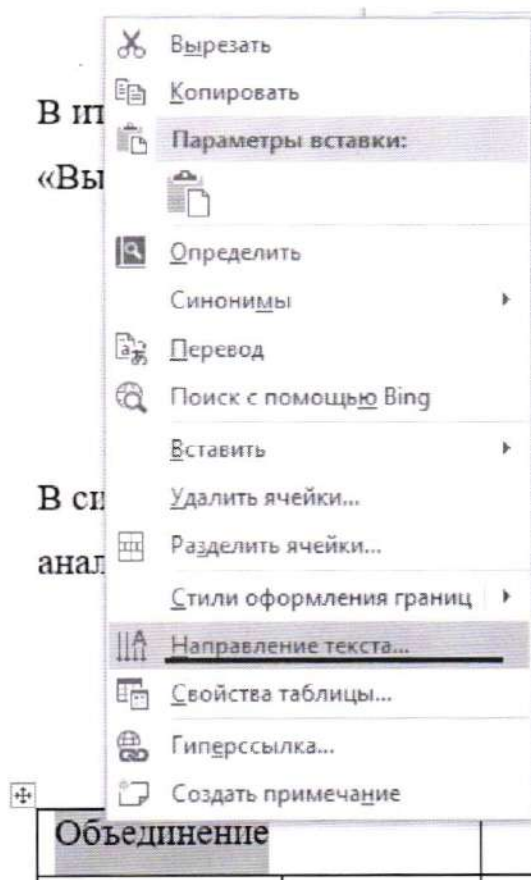 Вырезать
Копировать
В ит
Параметры вставки:
«Вы
Определить
Синонимы
Перевод
Поиск с помощью Bing
Вставить
В си
Удалить ячейки...
Разделить ячейки...
анал
Стили оформления границ
Направление текста...
Свойства таблицы...
Гиперссылка...
Создать примечание
Объединение